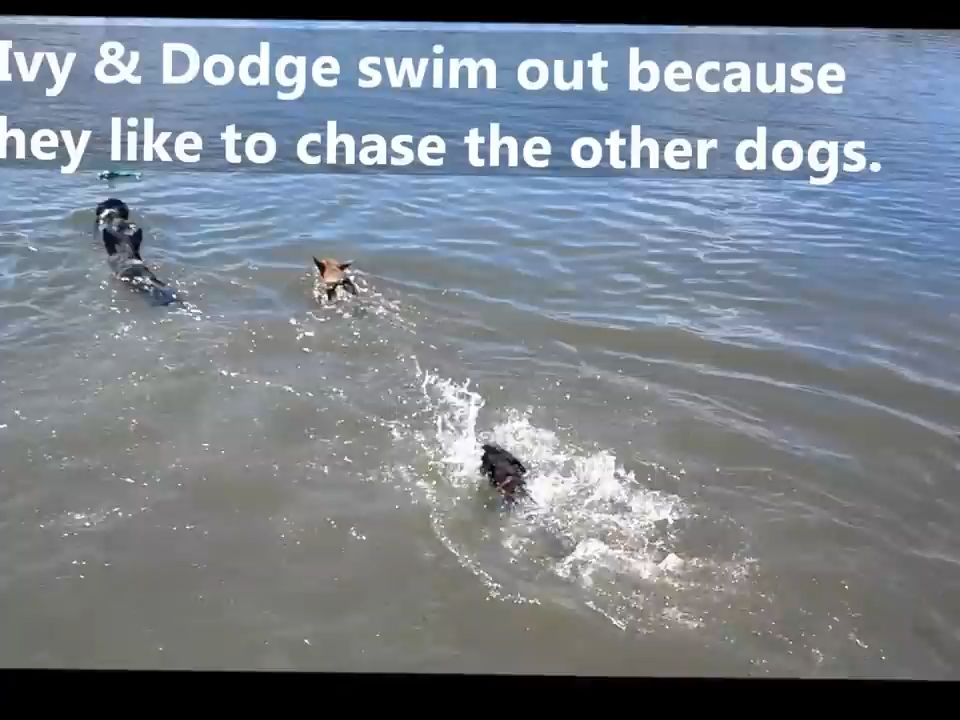 Ivy & Dodge swim out because
hey like to chase the other dogs.